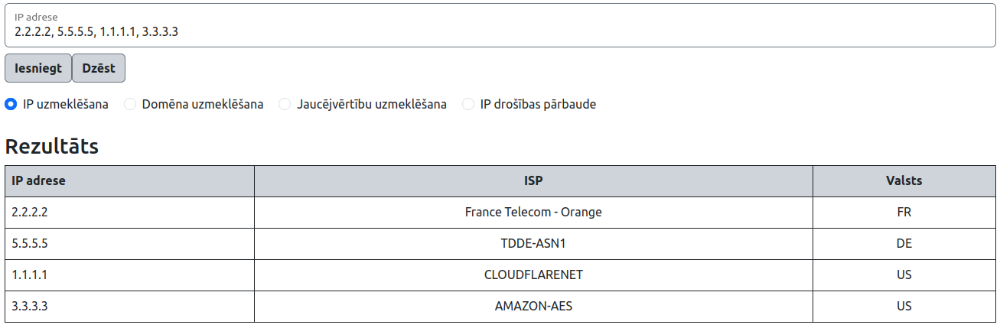 IP adrese
2.2.2.2, 5.5.5.5, 1.1.1.1, 3.3.3.3
Iesniegt Dzēst
IP uzmeklēšana Domēna uzmeklēšana Jaucējvērtību uzmeklēšana IP drošības pārbaude
Rezultāts
IP adrese ISP Valsts
2.2.2.2 France Telecom - Orange FR
5.5.5.5 TDDE-ASN1 DE
1.1.1.1 CLOUDFLARENET US
3.3.3.3 AMAZON-AES US